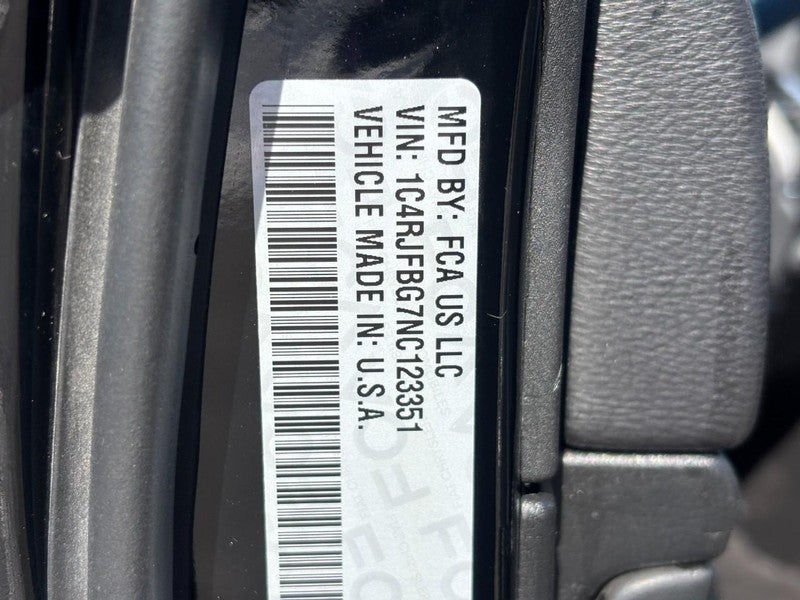 MFD BY: FCA US LLC
VIN: 1C4RJFBG7NC123351
VEHICLE MADE IN: U.S.A.